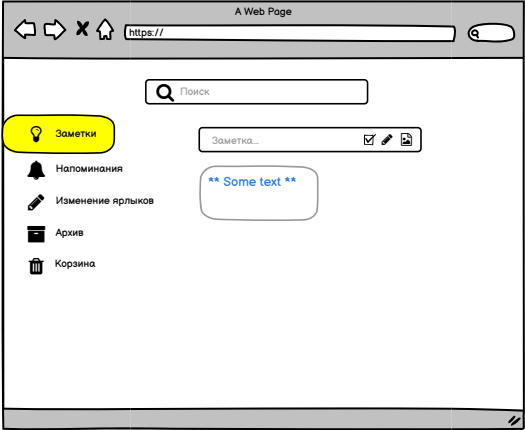 A Web Page
https://
Поиск
Заметки
Заметка...
Напоминания
** Some text **
Изменение ярлыков
Архив
Корзина